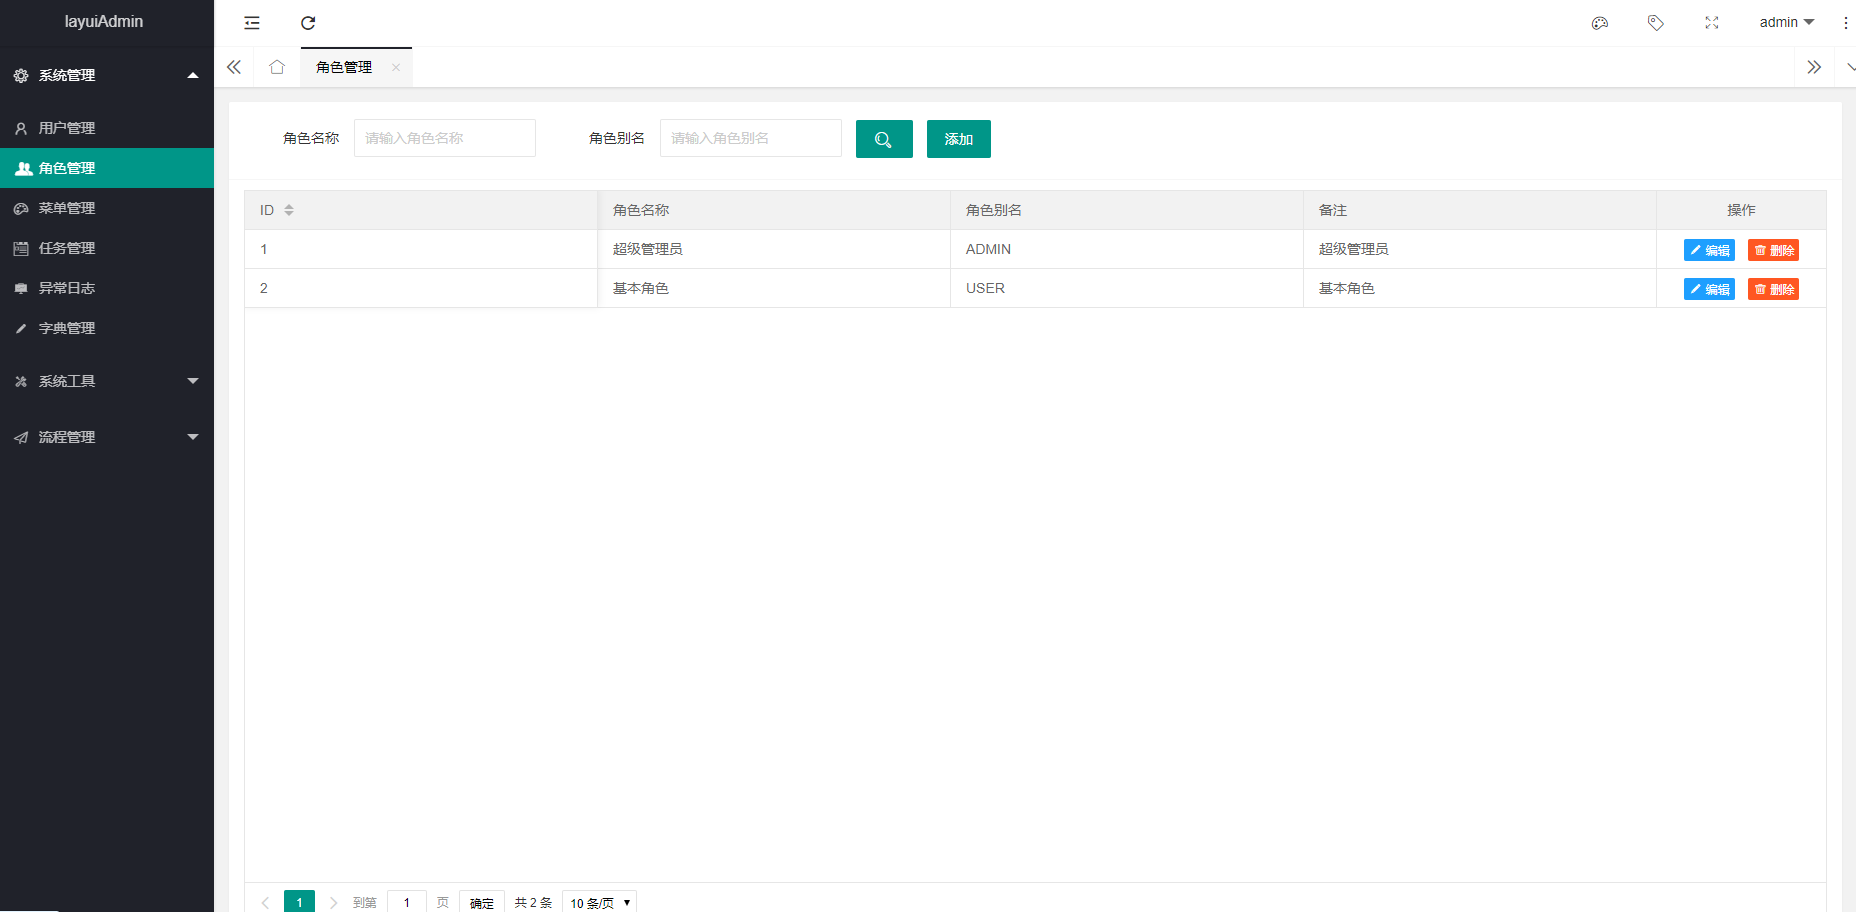 layuiAdmin
admin
系统管理
用户管理
角色管理
菜单管理
任务管理
异常日志
字典管理
系统工具
流程管理
角色管理
角色名称 请输入角色名称 角色别名 请输入角色别名 添加
ID 角色名称 角色别名 备注 操作
1 超级管理员 ADMIN 超级管理员 编辑 删除
2 基本角色 USER 基本角色 编辑 删除
1 到第 1 页 确定 共 2 条 10 条/页